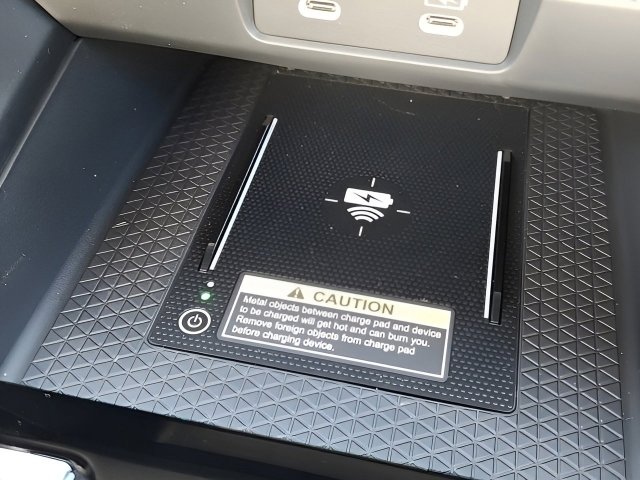 CAUTION
Metal objects between charge pad and device
to be charged will get hot and can burn you.
Remove foreign objects from charge pad
before charging device.